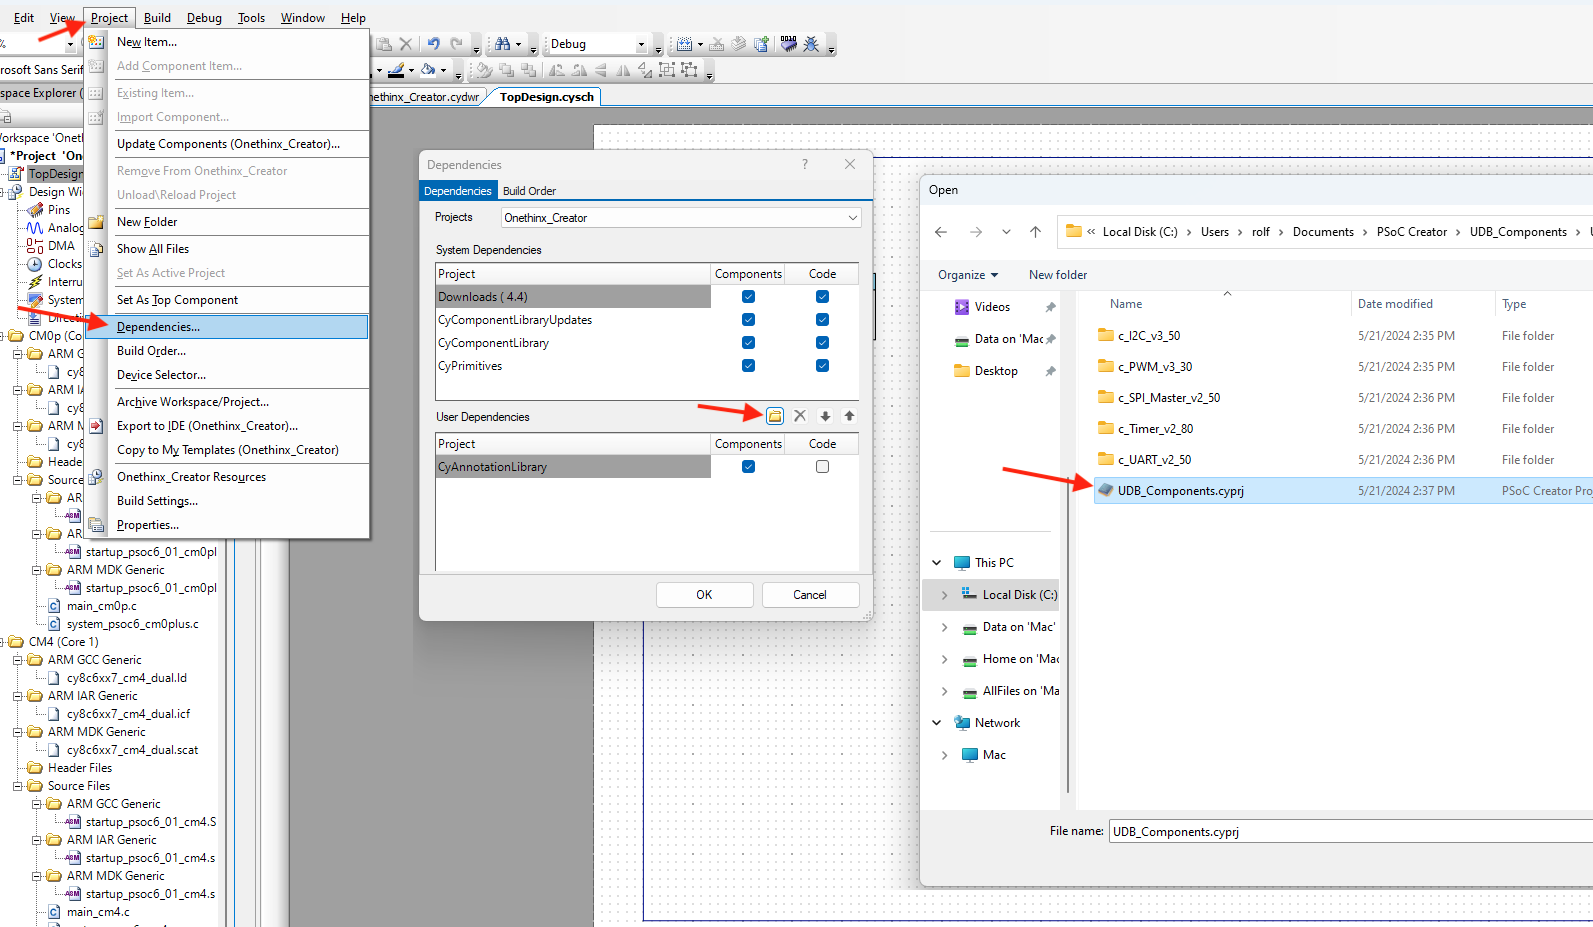 Edit View Project Build Debug Tools Window Help
Debug
rosoft Sans Serif
space Explorer (
nethinx_Creator.cydwr
TopDesign.cysch
New Item...
Add Component Item...
Existing Item...
Import Component...
Update Components (Onethinx_Creator)...
Remove From Onethinx_Creator
Unload\Reload Project
New Folder
Show All Files
Set As Active Project
Set As Top Component
Dependencies...
Build Order...
Device Selector...
Archive Workspace/Project...
Export to IDE (Onethinx_Creator)...
Copy to My Templates (Onethinx_Creator)
Onethinx_Creator Resources
Build Settings...
Properties...
Workspace 'Onet
*Project 'On
TopDesign
Design Wi
Pins
Analog
DMA
Clocks
Interru
System
Directi
CM0p (Co
ARM G
cy8
ARM IA
cy8
ARM M
cy8
Heade
Source
AR
ASM
AR
ASM startup_psoc6_01_cm0pl
ARM MDK Generic
ASM startup_psoc6_01_cm0pl
main_cm0p.c
system_psoc6_cm0plus.c
CM4 (Core 1)
ARM GCC Generic
cy8c6xx7_cm4_dual.ld
ARM IAR Generic
cy8c6xx7_cm4_dual.icf
ARM MDK Generic
cy8c6xx7_cm4_dual.scat
Header Files
Source Files
ARM GCC Generic
ASM startup_psoc6_01_cm4.S
ARM IAR Generic
ASM startup_psoc6_01_cm4.s
ARM MDK Generic
ASM startup_psoc6_01_cm4.s
main_cm4.c
Dependencies ?
Dependencies Build Order
Projects Onethinx_Creator
System Dependencies
Project Components Code
Downloads ( 4.4)
CyComponentLibraryUpdates
CyComponentLibrary
CyPrimitives
User Dependencies
Project Components Code
CyAnnotationLibrary
OK Cancel
Open
« Local Disk (C:) › Users › rolf › Documents › PSoC Creator › UDB_Components ›
Organize New folder
Videos
Data on 'Mac
Desktop
This PC
Local Disk (C:)
Data on 'Mac'
Home on 'Mac
AllFiles on 'Ma
Network
Mac
Name Date modified Type
c_I2C_v3_50 5/21/2024 2:35 PM File folder
c_PWM_v3_30 5/21/2024 2:35 PM File folder
c_SPI_Master_v2_50 5/21/2024 2:36 PM File folder
c_Timer_v2_80 5/21/2024 2:36 PM File folder
c_UART_v2_50 5/21/2024 2:36 PM File folder
UDB_Components.cyprj 5/21/2024 2:37 PM PSoC Creator Proj
File name: UDB_Components.cyprj